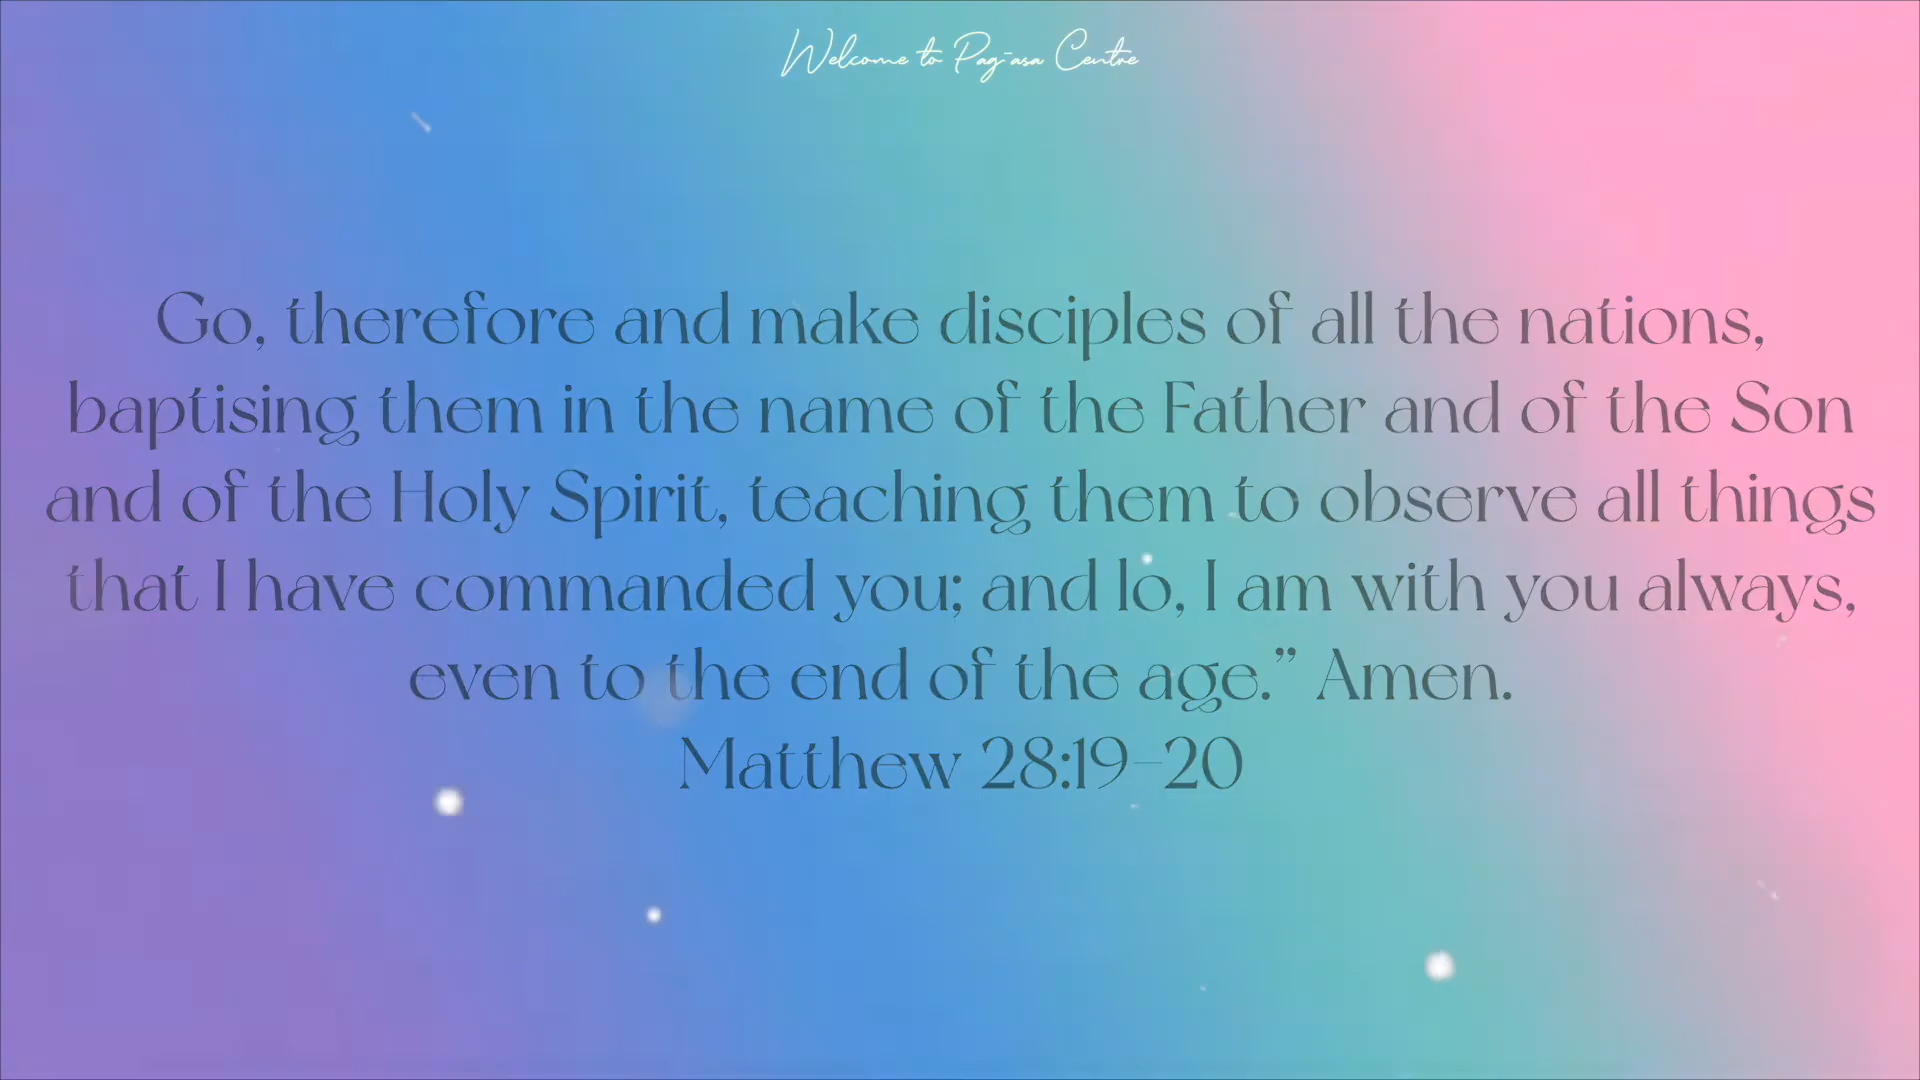 Welcome to Pag-asa Centre
Go, therefore and make disciples of all the nations,
baptising them in the name of the Father and of the Son
and of the Holy Spirit, teaching them to observe all things
that I have commanded you; and lo, I am with you always,
even to the end of the age.” Amen.
Matthew 28:19–20